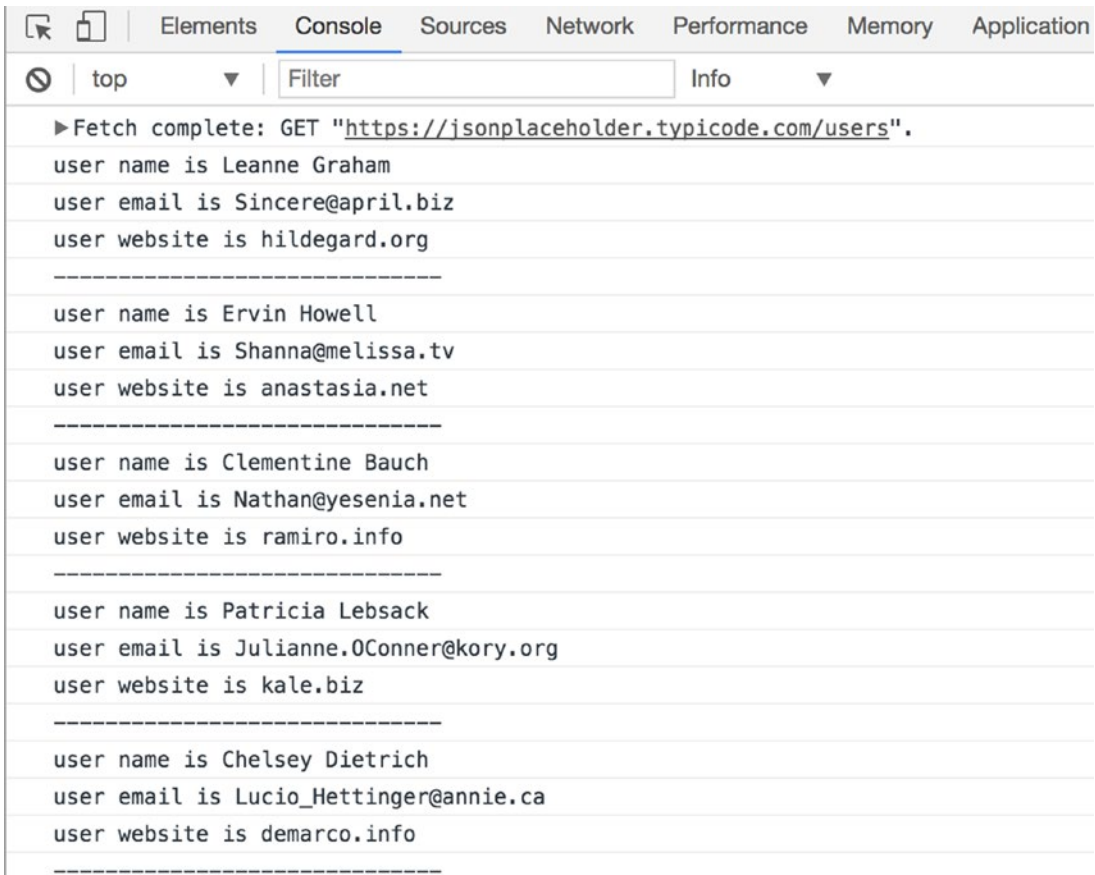 Elements Console Sources Network Performance Memory Application
top Filter Info
Fetch complete: GET "https://jsonplaceholder.typicode.com/users".
user name is Leanne Graham
user email is Sincere@april.biz
user website is hildegard.org
------------------------------
user name is Ervin Howell
user email is Shanna@melissa.tv
user website is anastasia.net
------------------------------
user name is Clementine Bauch
user email is Nathan@yesenia.net
user website is ramiro.info
------------------------------
user name is Patricia Lebsack
user email is Julianne.OConner@kory.org
user website is kale.biz
------------------------------
user name is Chelsey Dietrich
user email is Lucio_Hettinger@annie.ca
user website is demarco.info
------------------------------